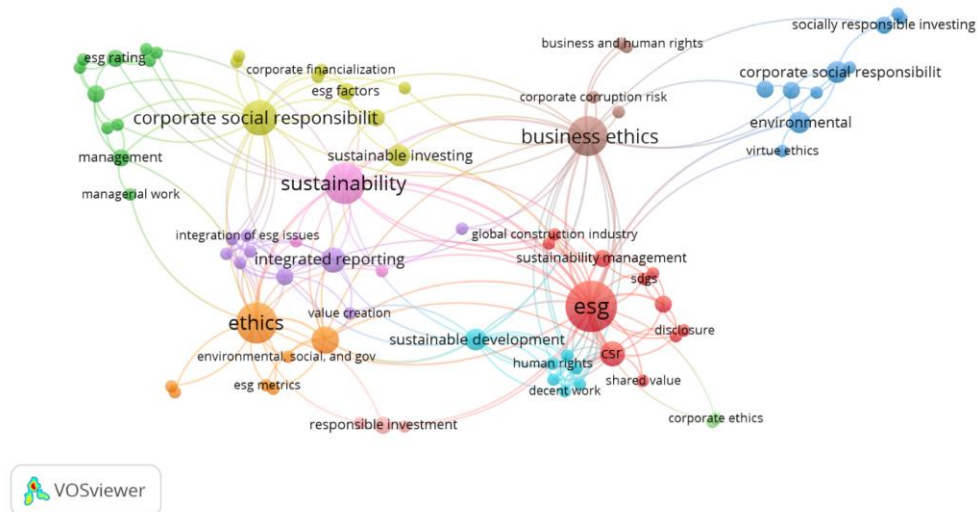 socially responsible investing
business and human rights
esg rating
corporate financialization
corporate social responsibilit
esg factors
corporate corruption risk
corporate social responsibilit
business ethics
environmental
management
sustainable investing
virtue ethics
sustainability
managerial work
integration of esg issues
global construction industry
integrated reporting
sustainability management
sdgs
esg
value creation
ethics
disclosure
sustainable development
environmental, social, and gov
csr
human rights
esg metrics
decent work
shared value
corporate ethics
responsible investment
VOSviewer